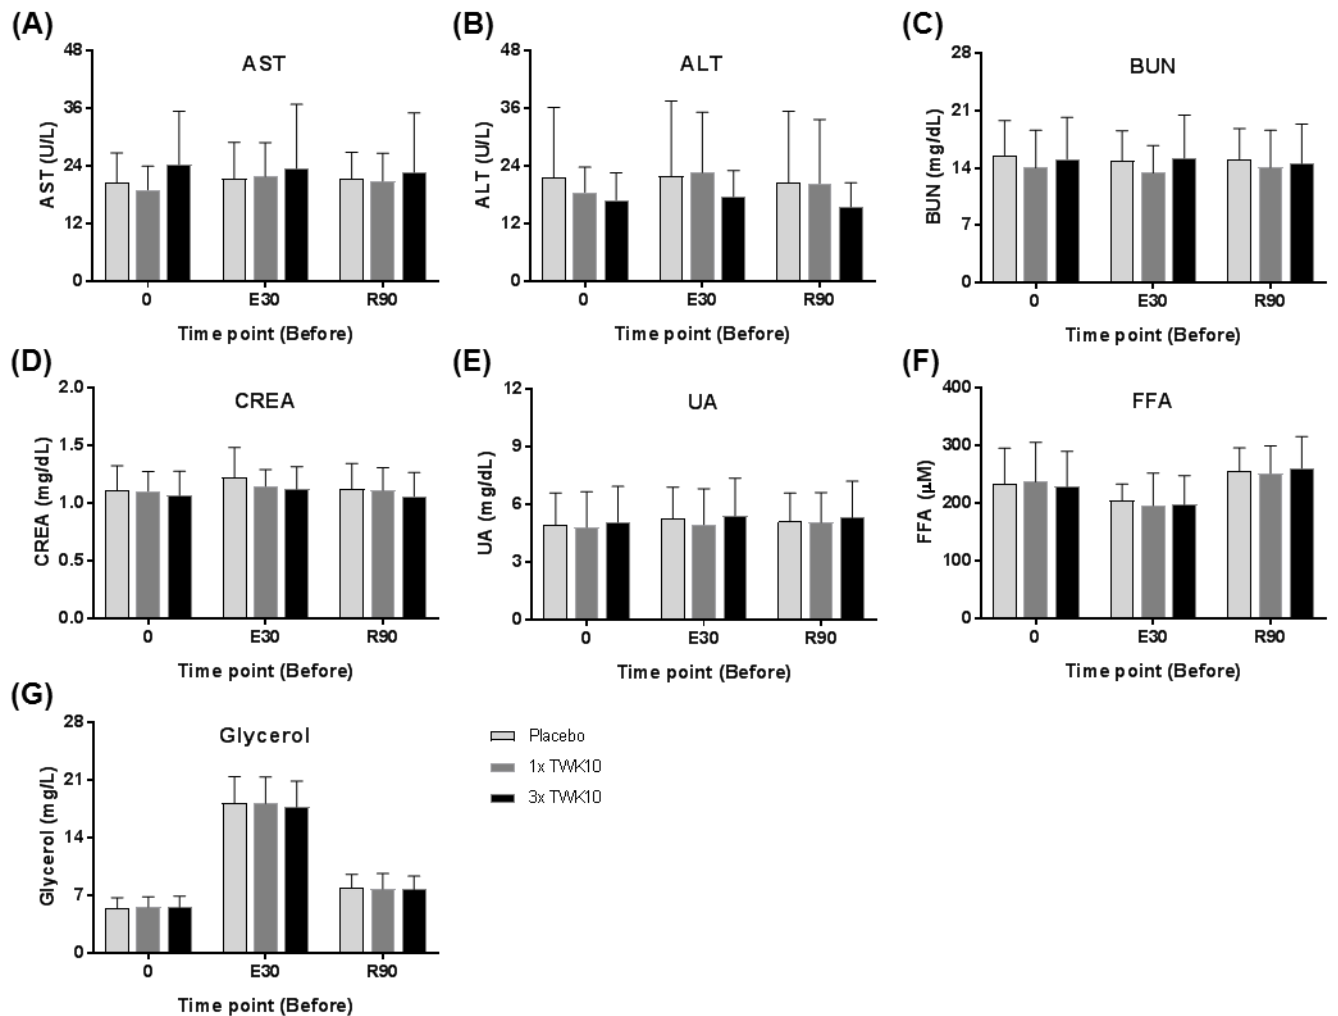 (A)
AST
48
36
24
12
0
AST (U/L)
0 E30 R90
Time point (Before)
(B)
ALT
48
36
24
12
0
ALT (U/L)
0 E30 R90
Time point (Before)
(C)
BUN
28
21
14
7
0
BUN (mg/dL)
0 E30 R90
Time point (Before)
(D)
CREA
2.0
1.5
1.0
0.5
0.0
CREA (mg/dL)
0 E30 R90
Time point (Before)
(E)
UA
12
9
6
3
0
UA (mg/dL)
0 E30 R90
Time point (Before)
(F)
FFA
400
300
200
100
0
FFA (μM)
0 E30 R90
Time point (Before)
(G)
Glycerol
28
21
14
7
0
Glycerol (mg/L)
0 E30 R90
Time point (Before)
Placebo
1x TWK10
3x TWK10